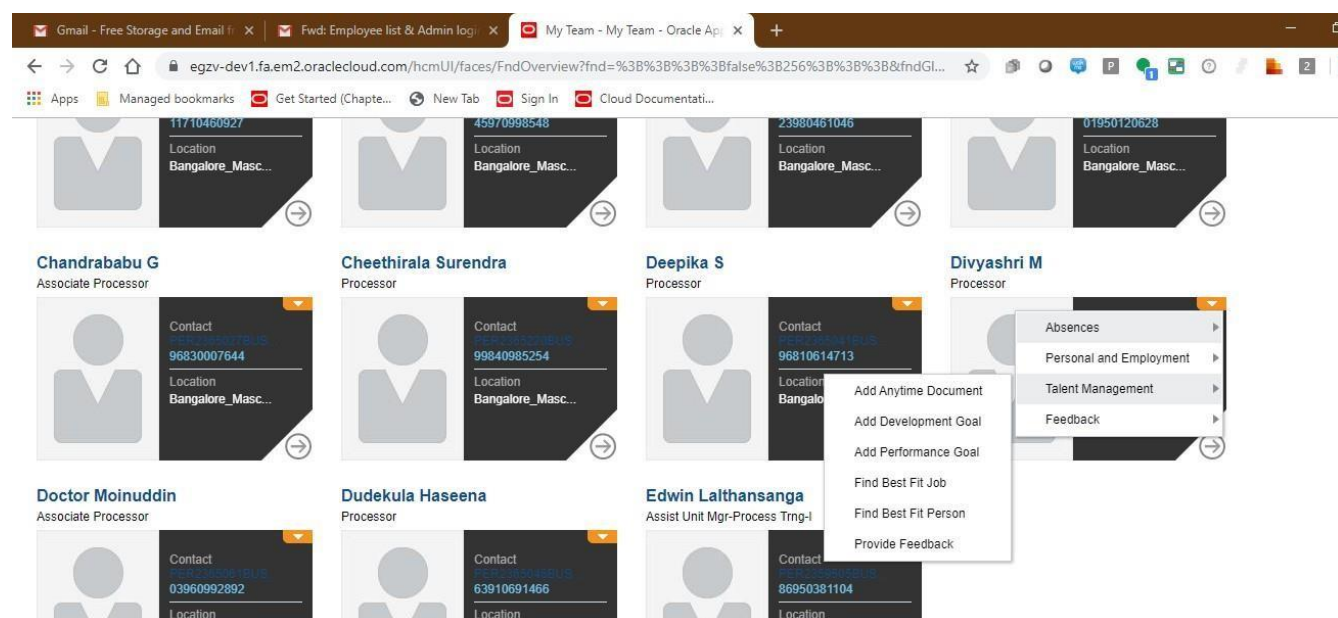 Gmail - Free Storage and Email fr
Fwd: Employee list & Admin logi
My Team - My Team - Oracle App
egzv-dev1.fa.em2.oraclecloud.com/hcmUI/faces/FndOverview?fnd=%3B%3B%3B%3Bfalse%3B256%3B%3B%3B&fndGl...
Apps Managed bookmarks Get Started (Chapte... New Tab Sign In Cloud Documentati...
11710460927 45970998548 23980461046 01950120628
Location Location Location Location
Bangalore_Masc... Bangalore_Masc... Bangalore_Masc... Bangalore_Masc...
Chandrababu G Cheethirala Surendra Deepika S Divyashri M
Associate Processor Processor Processor Processor
Contact Contact Contact
96830007644 99840985254 96810614713
Location Location Location
Bangalore_Masc... Bangalore_Masc... Bangalo
Absences
Personal and Employment
Talent Management
Feedback
Add Anytime Document
Add Development Goal
Add Performance Goal
Find Best Fit Job
Find Best Fit Person
Provide Feedback
Doctor Moinuddin Dudekula Haseena Edwin Lalthansanga
Associate Processor Processor Assist Unit Mgr-Process Trng-I
Contact Contact Contact
03960992892 63910691466 86950381104
Location Location Location